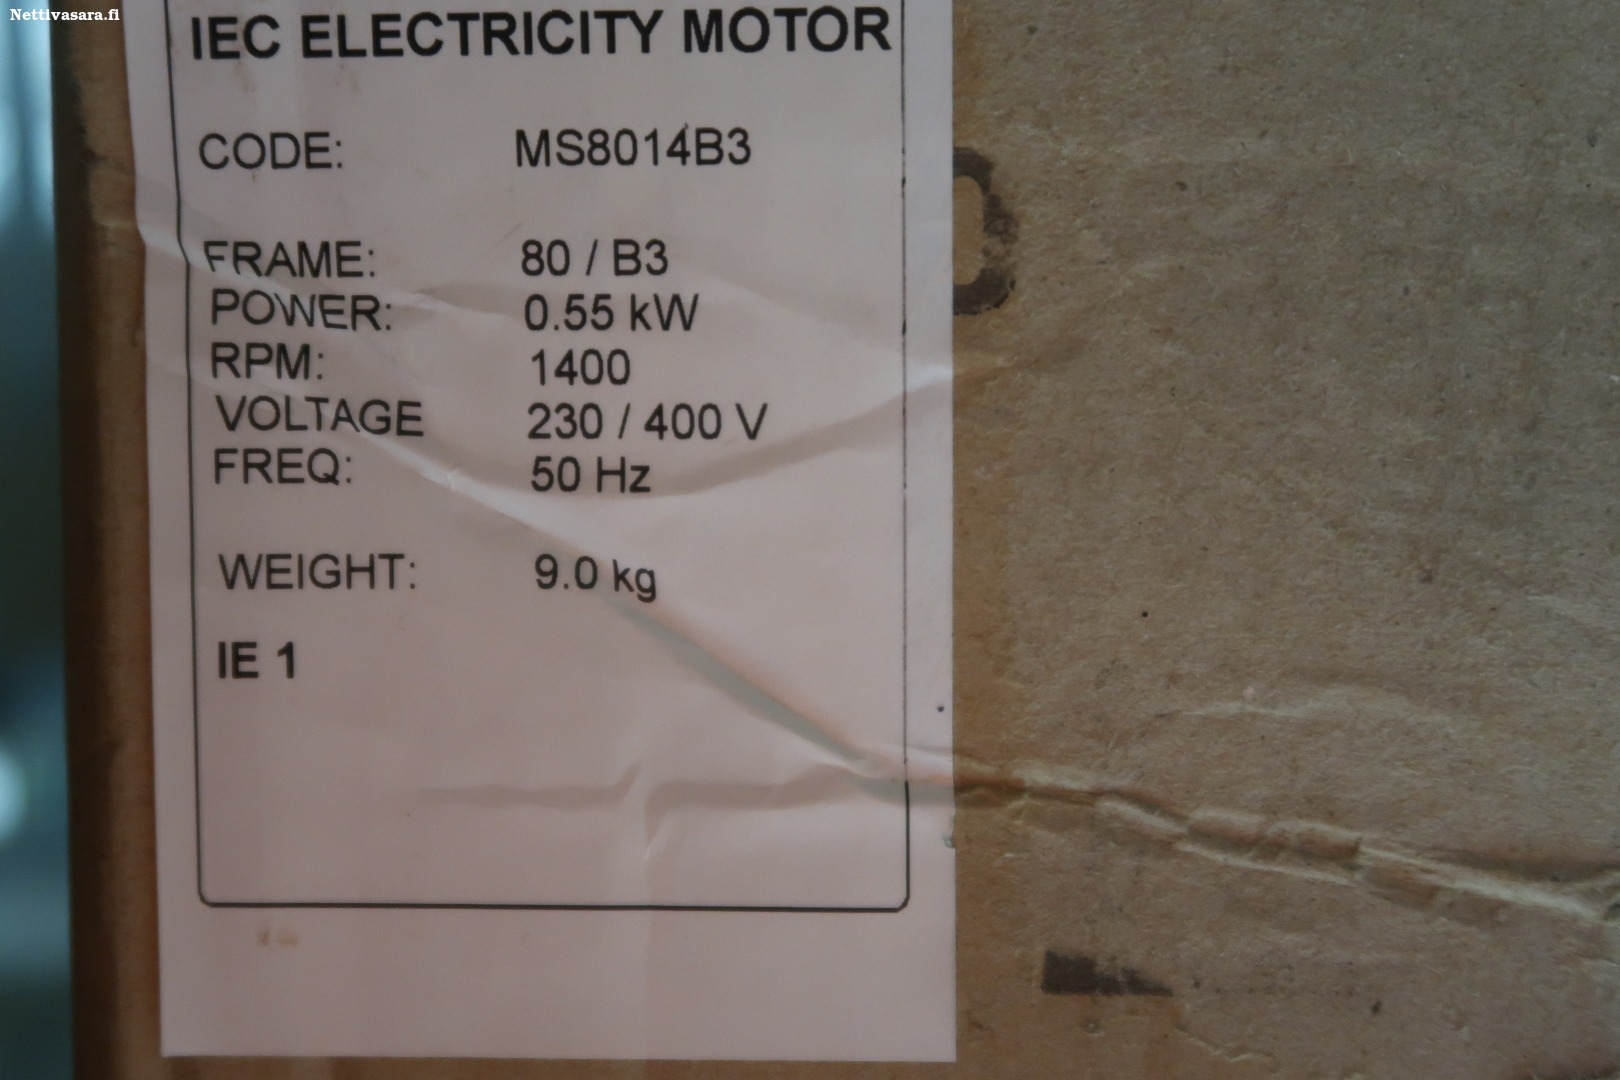 Nettivasara.fi
IEC ELECTRICITY MOTOR
CODE: MS8014B3
FRAME: 80 / B3
POWER: 0.55 kW
RPM: 1400
VOLTAGE 230 / 400 V
FREQ: 50 Hz
WEIGHT: 9.0 kg
IE 1